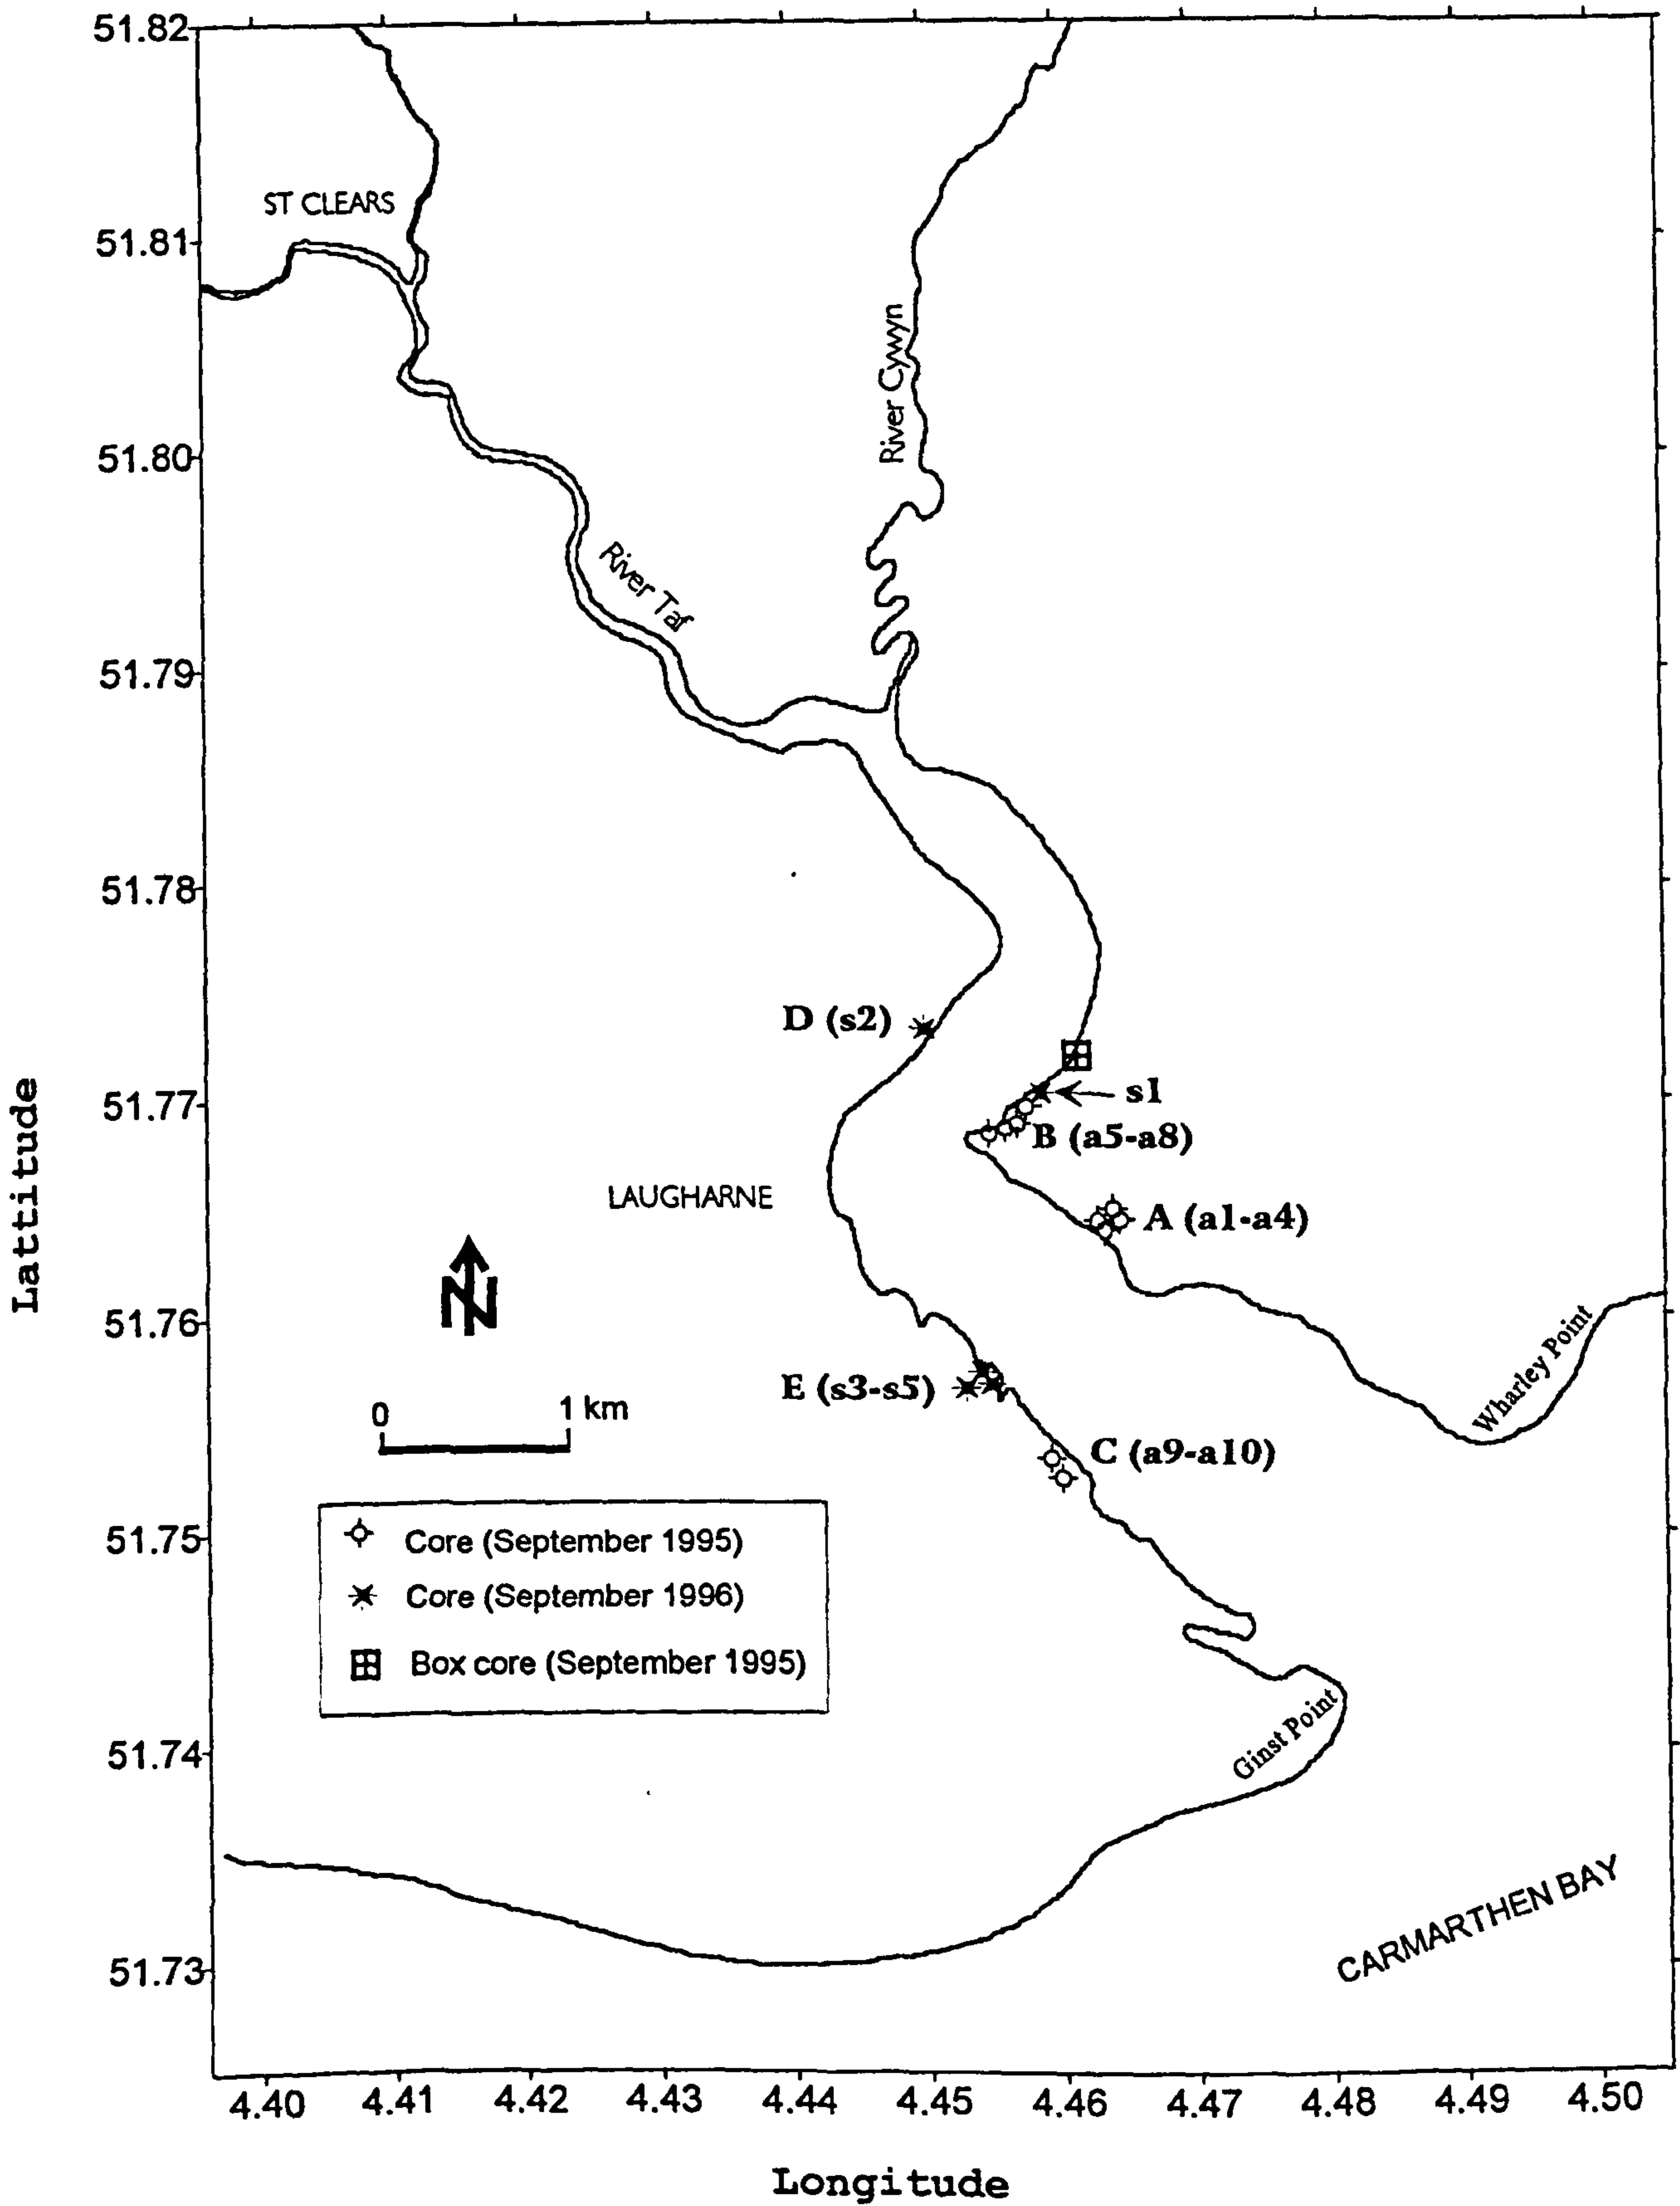 51.82
ST CLEARS
51.81
River Cywyn
51.80
River Taf
51.79
51.78
D (s2)
s1
51.77
B (a5-a8)
LAUGHARNE
A (a1-a4)
N
51.76
Wharley Point
E (s3-s5)
0 1 km
C (a9-a10)
51.75
Core (September 1995)
Core (September 1996)
Box core (September 1995)
51.74
Ginst Point
CARMARTHEN BAY
51.73
Lattitude
4.40 4.41 4.42 4.43 4.44 4.45 4.46 4.47 4.48 4.49 4.50
Longitude